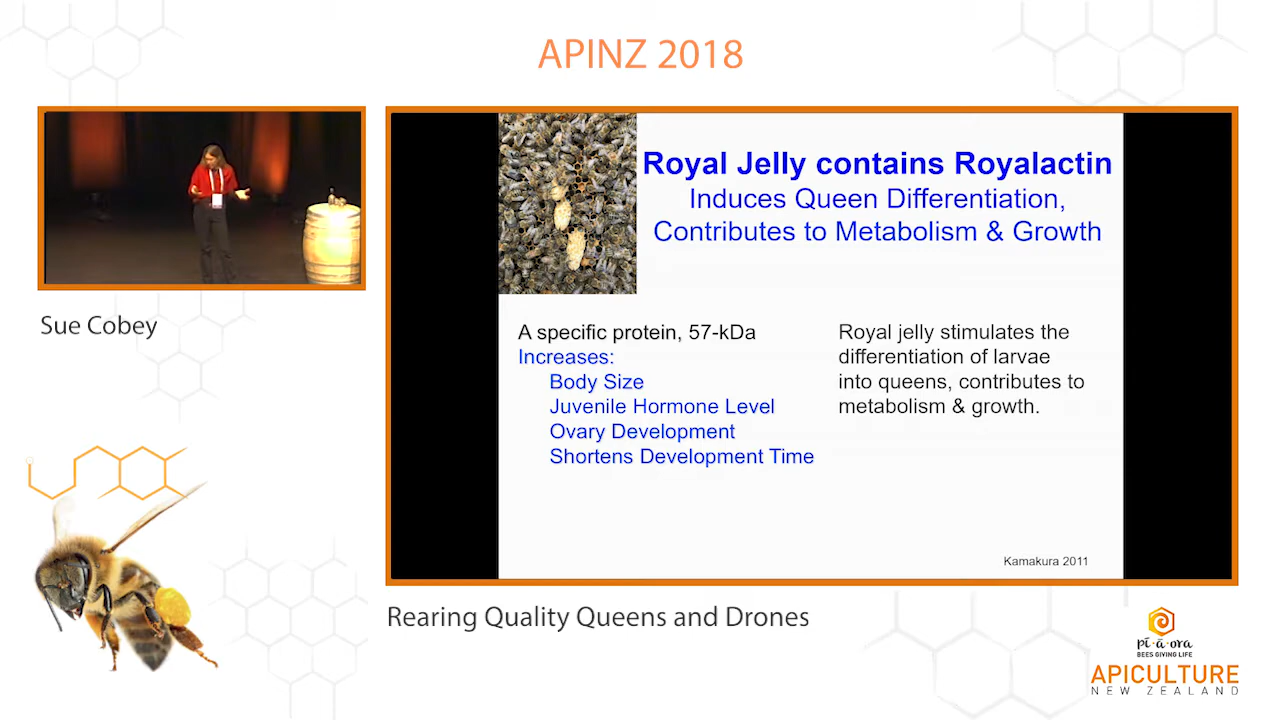 APINZ 2018
Sue Cobey
Royal Jelly contains Royalactin
Induces Queen Differentiation,
Contributes to Metabolism & Growth
A specific protein, 57-kDa
Increases:
Body Size
Juvenile Hormone Level
Ovary Development
Shortens Development Time
Royal jelly stimulates the
differentiation of larvae
into queens, contributes to
metabolism & growth.
Kamakura 2011
Rearing Quality Queens and Drones
pī-ā-ora
BEES GIVING LIFE
APICULTURE
NEW ZEALAND